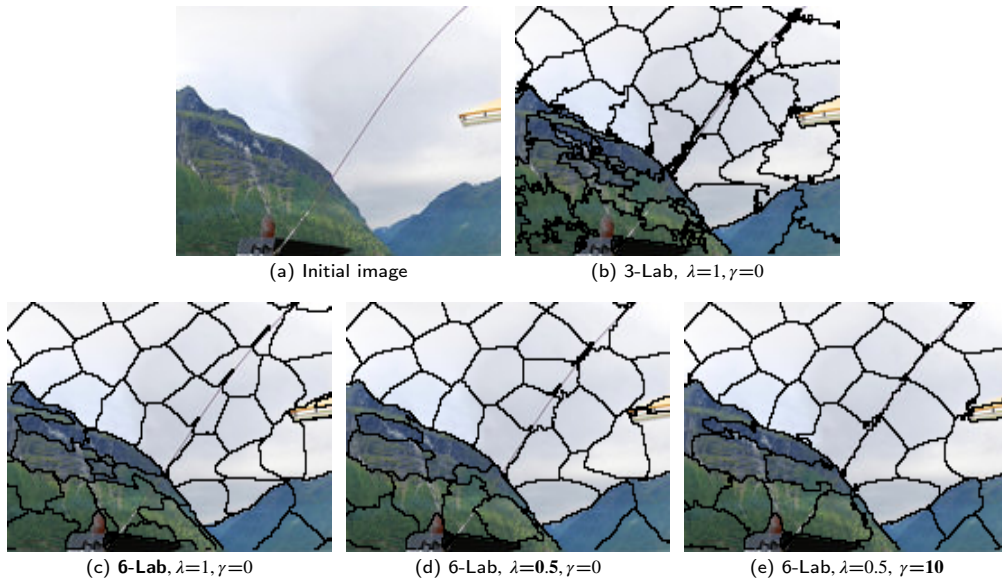 (a) Initial image
(b) 3-Lab, λ=1,γ=0
(c) 6-Lab,λ=1,γ=0
(d) 6-Lab, λ=0.5,γ=0
(e) 6-Lab,λ=0.5, γ=10